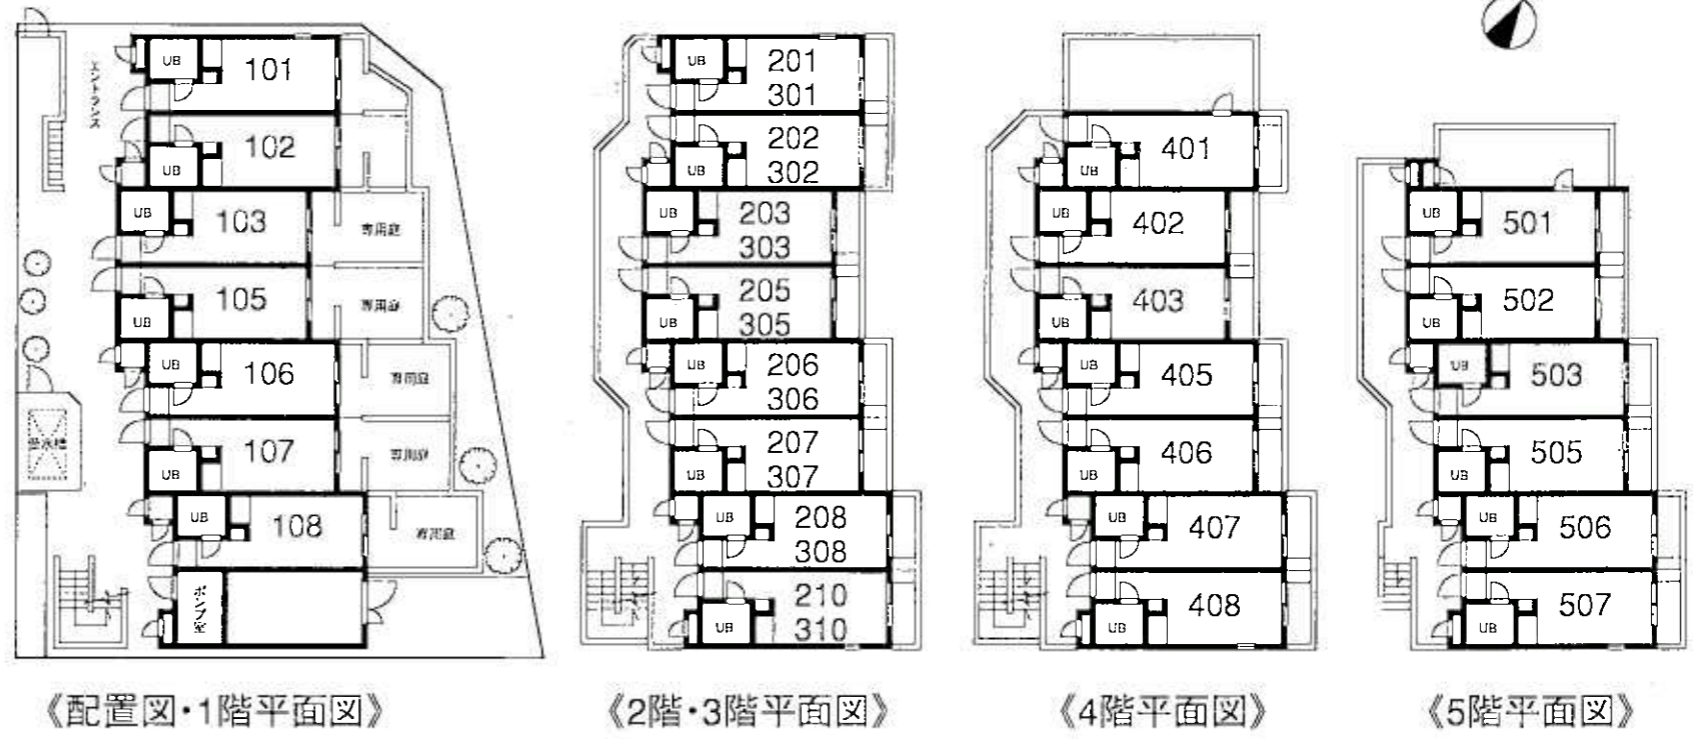 エントランス
UB
101
102
UB
UB
103
専用庭
105
専用庭
UB
UB
106
専用庭
107
専用庭
UB
受水槽
UB
108
専用庭
ポンプ室
《配置図・1階平面図》
UB
201
301
202
302
UB
UB
203
303
205
305
UB
UB
206
306
207
307
UB
UB
208
308
210
310
UB
《2階・3階平面図》
401
UB
UB
402
403
UB
UB
405
406
UB
UB
407
408
UB
《4階平面図》
UB
501
502
UB
UB
503
505
UB
UB
506
507
UB
《5階平面図》